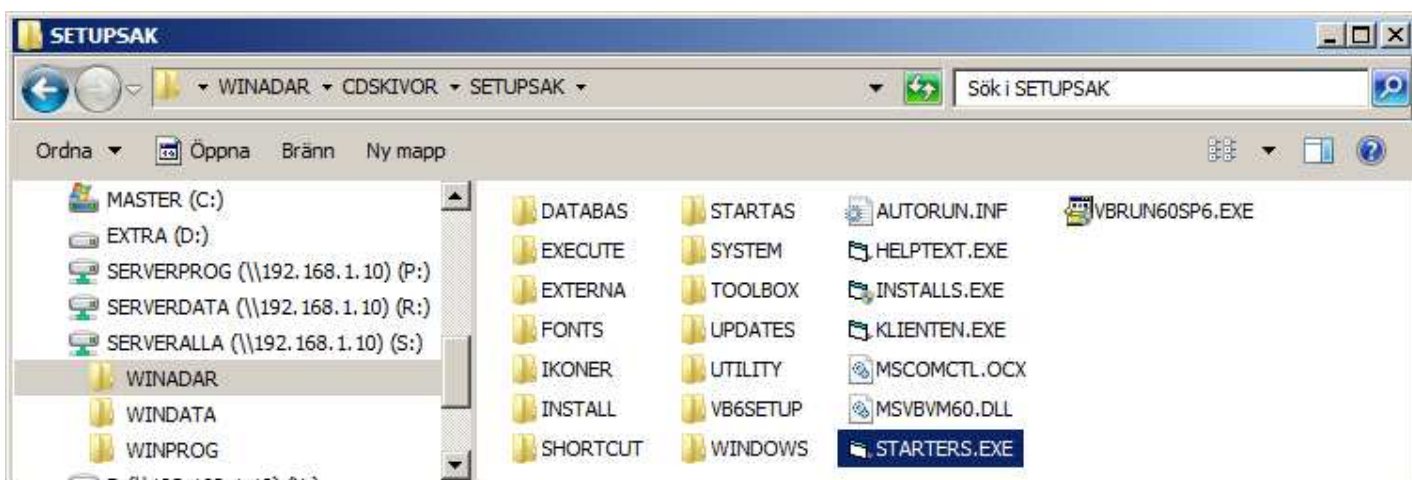 SETUPSAK
WINADAR CDSKIVOR SETUPSAK
Sök i SETUPSAK
Ordna Öppna Bränn Ny mapp
MASTER (C:)
EXTRA (D:)
SERVERPROG (\\192.168.1.10) (P:)
SERVERDATA (\\192.168.1.10) (R:)
SERVERALLA (\\192.168.1.10) (S:)
WINADAR
WINDATA
WINPROG
DATABAS
EXECUTE
EXTERNA
FONTS
IKONER
INSTALL
SHORTCUT
STARTAS
SYSTEM
TOOLBOX
UPDATES
UTILITY
VB6SETUP
WINDOWS
AUTORUN.INF
HELPTEXT.EXE
INSTALLS.EXE
KLIENTEN.EXE
MSCOMCTL.OCX
MSVBVM60.DLL
STARTERS.EXE
VBRUN60SP6.EXE